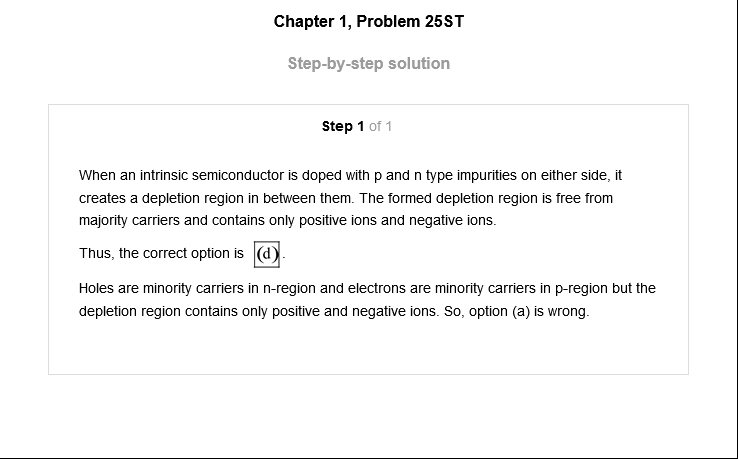 Chapter 1, Problem 25ST
Step-by-step solution
Step 1 of 1
When an intrinsic semiconductor is doped with p and n type impurities on either side, it
creates a depletion region in between them. The formed depletion region is free from
majority carriers and contains only positive ions and negative ions.
Thus, the correct option is (d).
Holes are minority carriers in n-region and electrons are minority carriers in p-region but the
depletion region contains only positive and negative ions. So, option (a) is wrong.